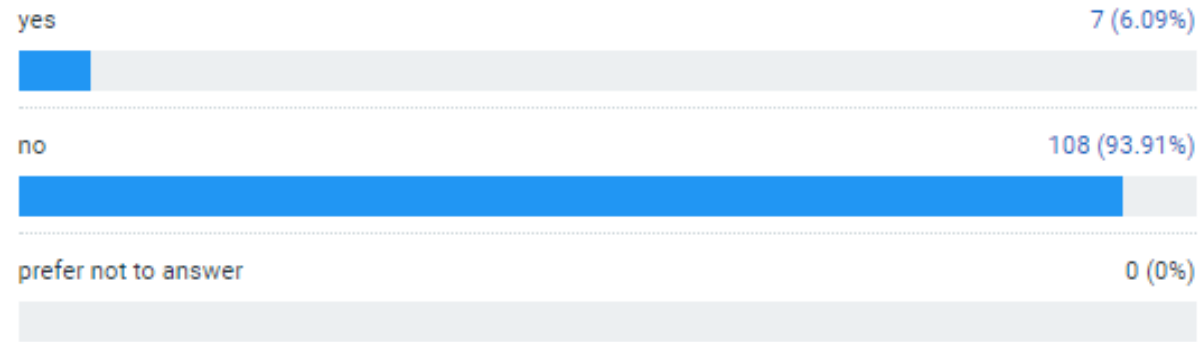 yes 7 (6.09%)
no 108 (93.91%)
prefer not to answer 0 (0%)